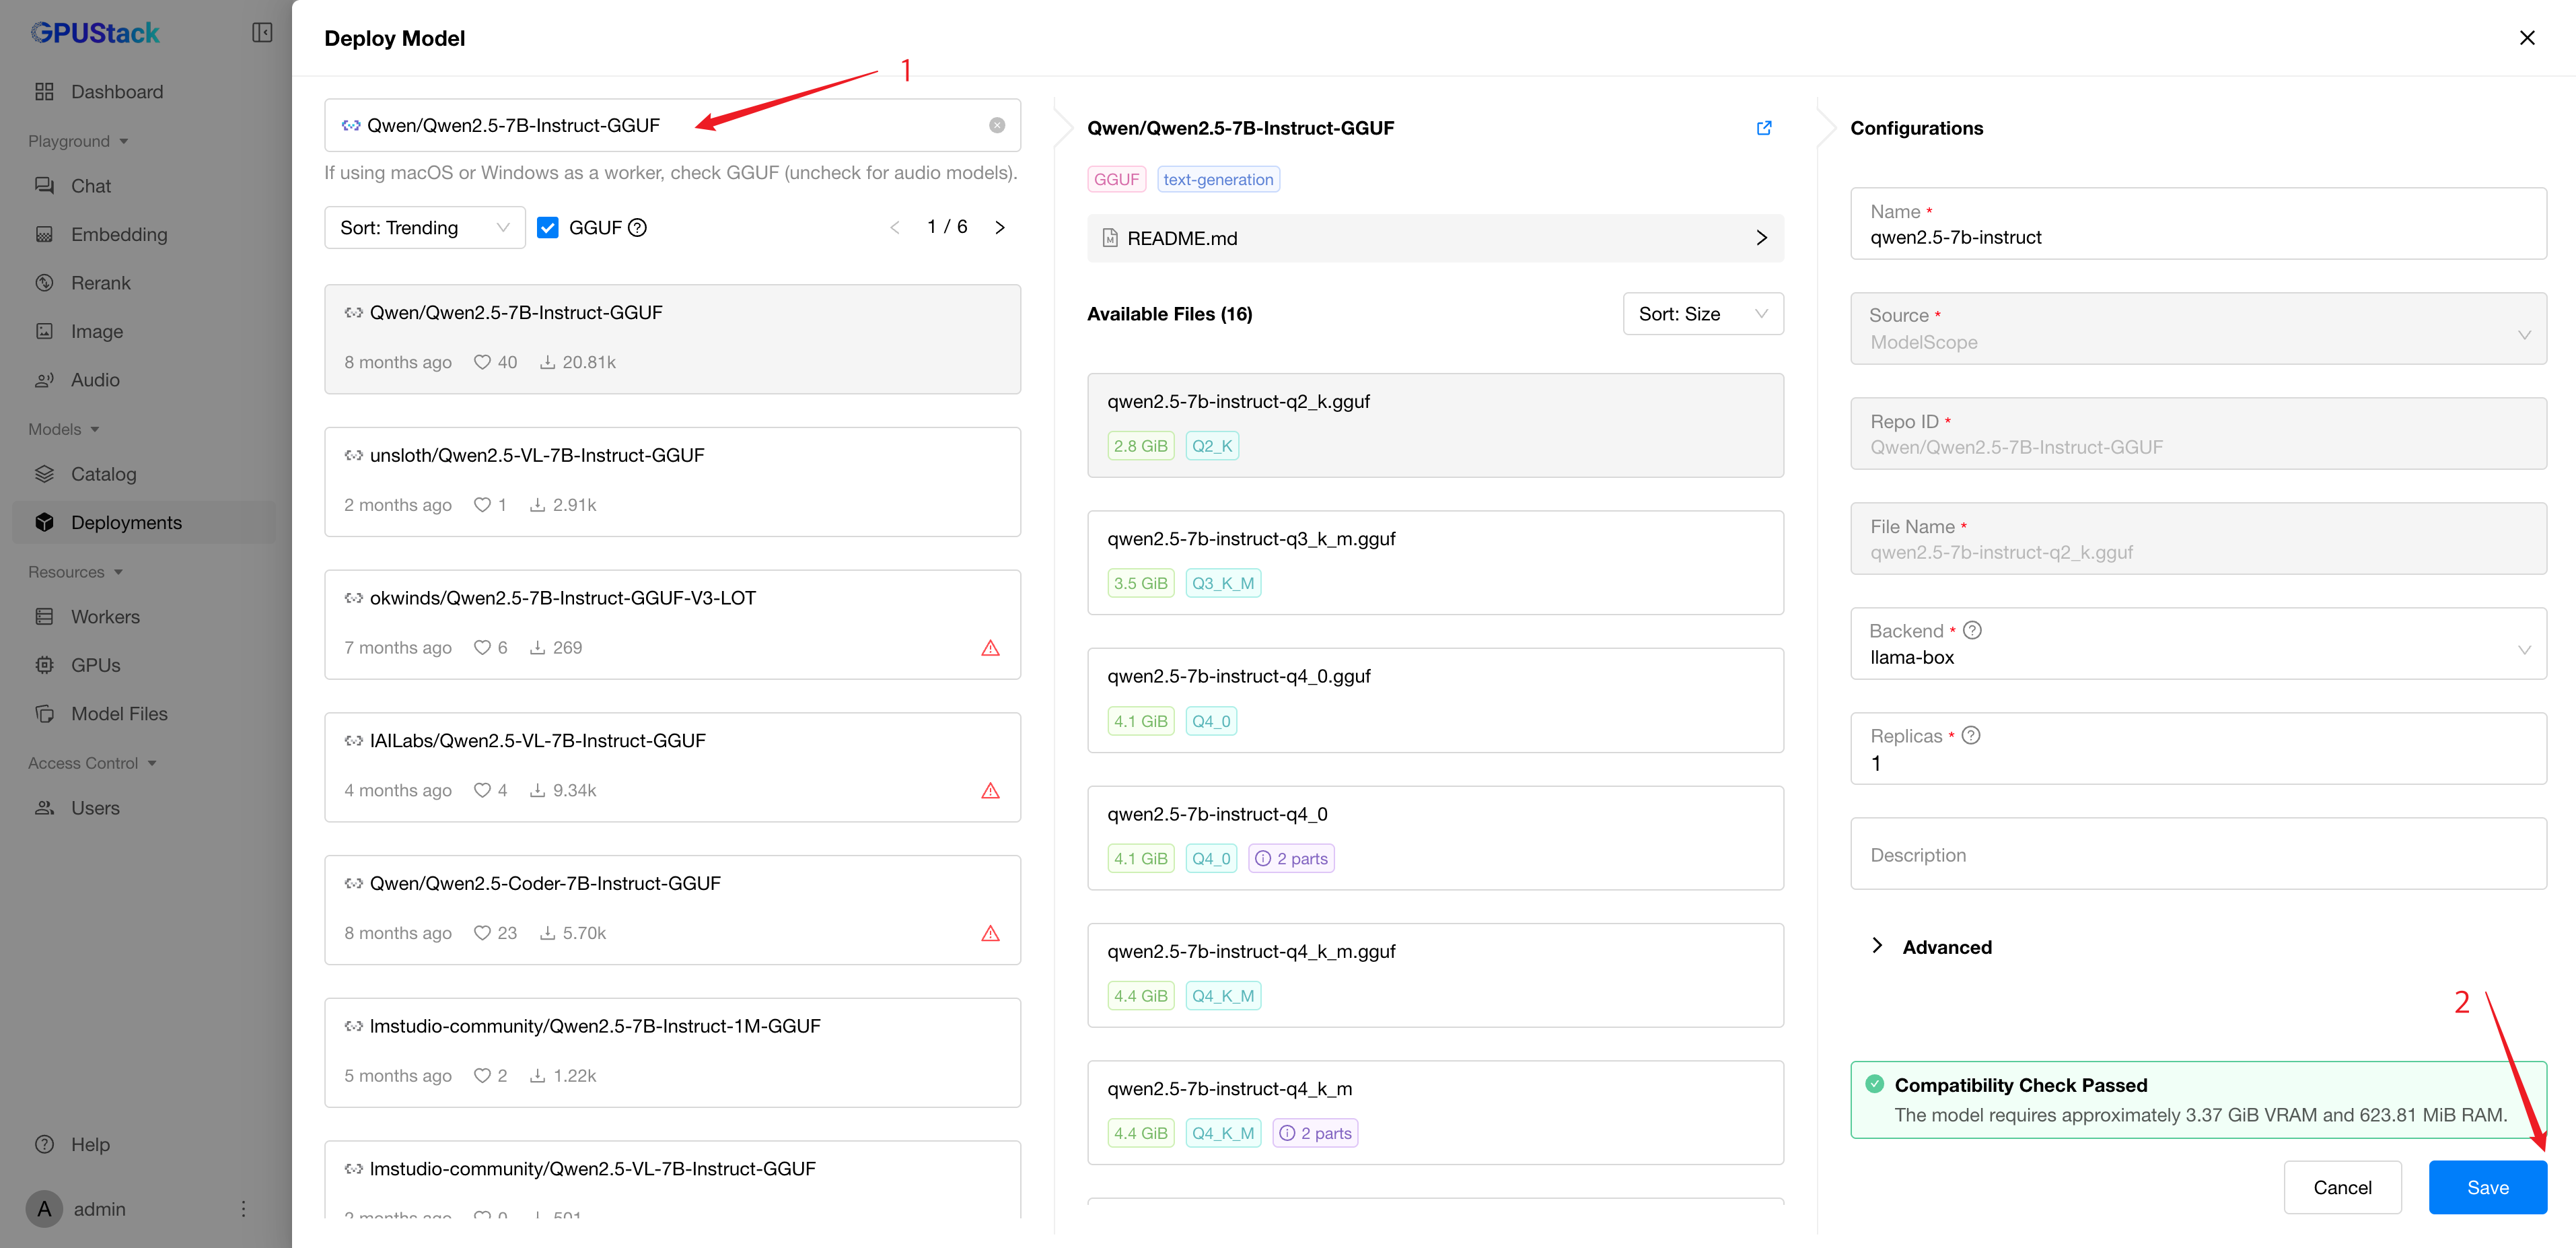 GPUStack
Dashboard
Playground
Chat
Embedding
Rerank
Image
Audio
Models
Catalog
Deployments
Resources
Workers
GPUs
Model Files
Access Control
Users
Help
A admin
Deploy Model
1
Qwen/Qwen2.5-7B-Instruct-GGUF
If using macOS or Windows as a worker, check GGUF (uncheck for audio models).
Sort: Trending GGUF 1 / 6
Qwen/Qwen2.5-7B-Instruct-GGUF
8 months ago 40 20.81k
unsloth/Qwen2.5-VL-7B-Instruct-GGUF
2 months ago 1 2.91k
okwinds/Qwen2.5-7B-Instruct-GGUF-V3-LOT
7 months ago 6 269
IAILabs/Qwen2.5-VL-7B-Instruct-GGUF
4 months ago 4 9.34k
Qwen/Qwen2.5-Coder-7B-Instruct-GGUF
8 months ago 23 5.70k
lmstudio-community/Qwen2.5-7B-Instruct-1M-GGUF
5 months ago 2 1.22k
lmstudio-community/Qwen2.5-VL-7B-Instruct-GGUF
Qwen/Qwen2.5-7B-Instruct-GGUF
GGUF text-generation
README.md
Available Files (16) Sort: Size
qwen2.5-7b-instruct-q2_k.gguf
2.8 GiB Q2_K
qwen2.5-7b-instruct-q3_k_m.gguf
3.5 GiB Q3_K_M
qwen2.5-7b-instruct-q4_0.gguf
4.1 GiB Q4_0
qwen2.5-7b-instruct-q4_0
4.1 GiB Q4_0 2 parts
qwen2.5-7b-instruct-q4_k_m.gguf
4.4 GiB Q4_K_M
qwen2.5-7b-instruct-q4_k_m
4.4 GiB Q4_K_M 2 parts
Configurations
Name *
qwen2.5-7b-instruct
Source *
ModelScope
Repo ID *
Qwen/Qwen2.5-7B-Instruct-GGUF
File Name *
qwen2.5-7b-instruct-q2_k.gguf
Backend *
llama-box
Replicas *
1
Description
Advanced
2
Compatibility Check Passed
The model requires approximately 3.37 GiB VRAM and 623.81 MiB RAM.
Cancel Save